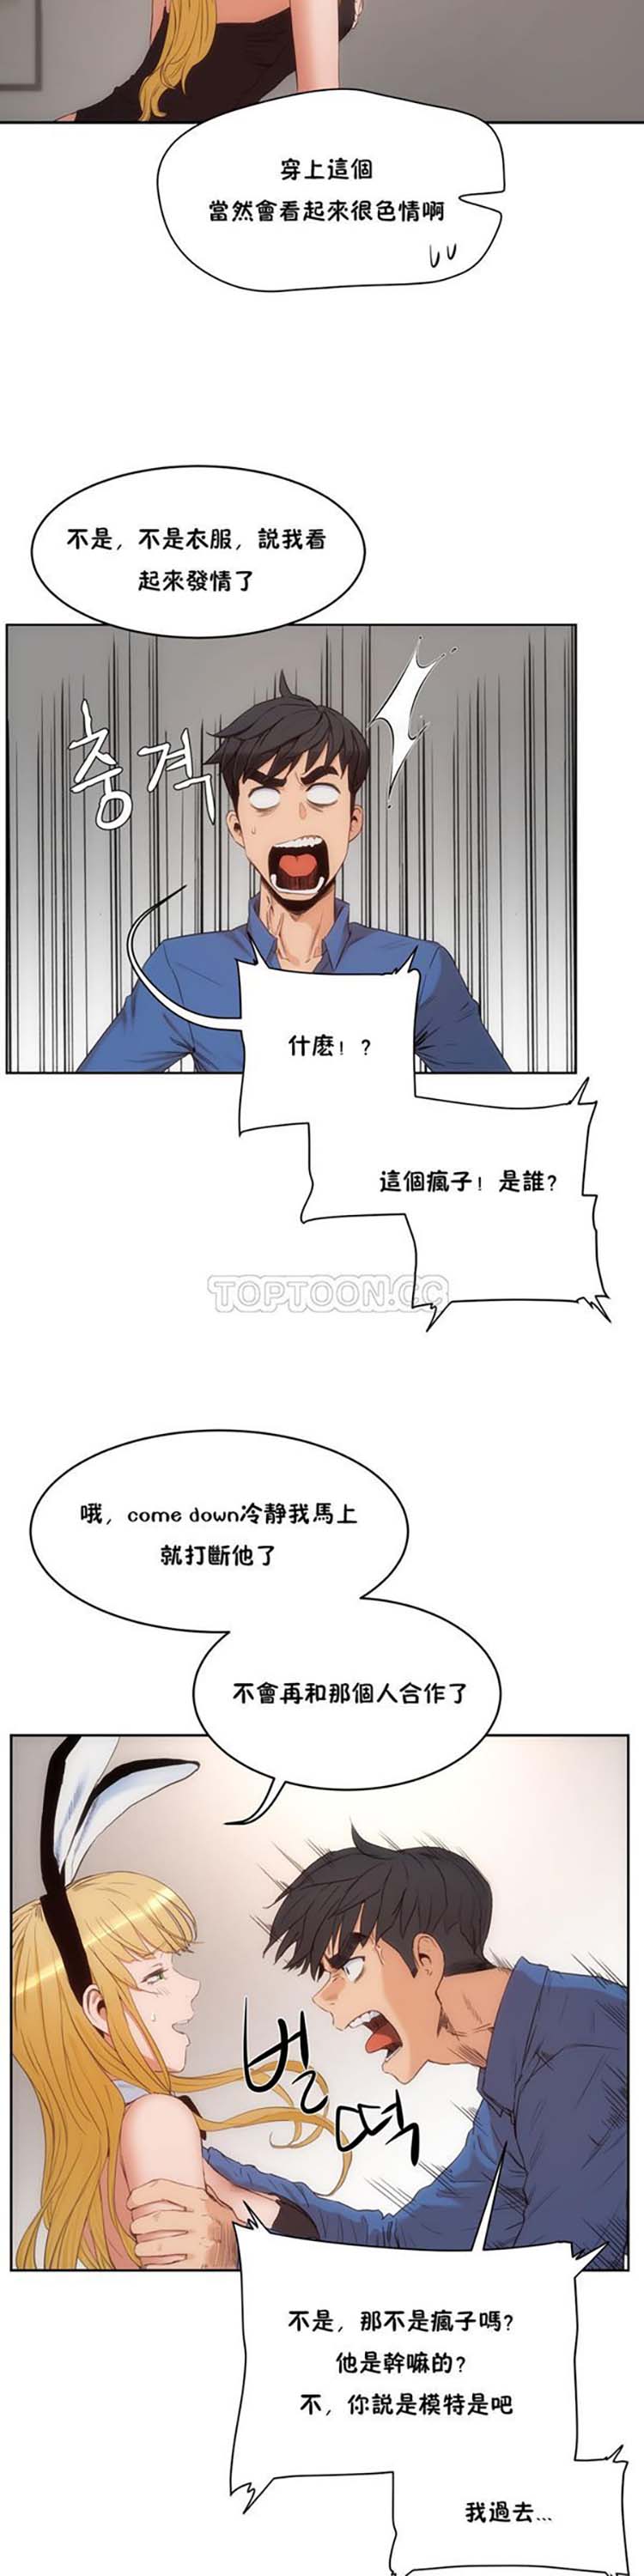 穿上這個
當然會看起來很色情啊
不是，不是衣服，說我看
起來發情了
충격
什麼！？
這個瘋子！是誰？
TOPTOON.CC
哦，come down冷靜我馬上
就打斷他了
不會再和那個人合作了
벌떡
不是，那不是瘋子嗎？
他是幹嘛的？
不，你說是模特是吧
我過去...